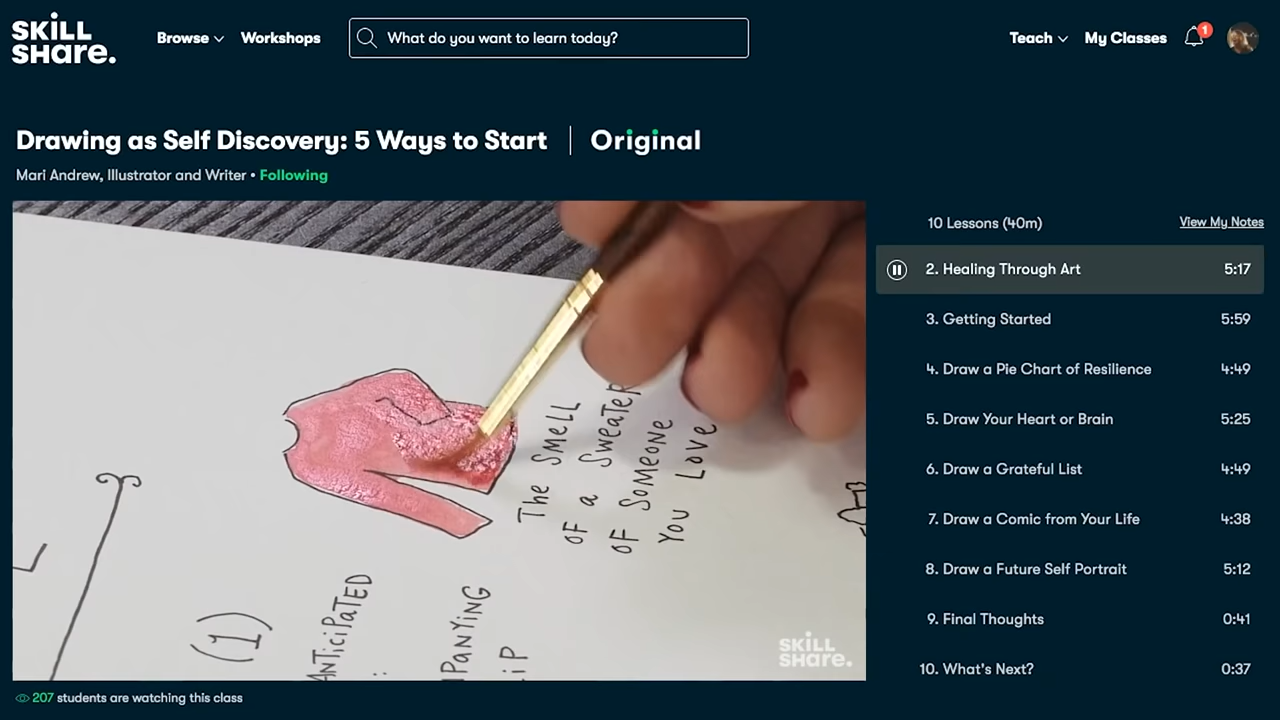 SKILL
SHARE.
Browse
Workshops
What do you want to learn today?
Teach
My Classes
1
Drawing as Self Discovery: 5 Ways to Start | Original
Mari Andrew, Illustrator and Writer • Following
10 Lessons (40m)
View My Notes
2. Healing Through Art 5:17
3. Getting Started 5:59
4. Draw a Pie Chart of Resilience 4:49
5. Draw Your Heart or Brain 5:25
6. Draw a Grateful List 4:49
7. Draw a Comic from Your Life 4:38
8. Draw a Future Self Portrait 5:12
9. Final Thoughts 0:41
10. What's Next? 0:37
The SMeLL
OF a SweaTeR
OF SoMeoNe
You Love
(1)
ANTiciPaTeD
PANYiNG
iP
SKILL
SHARE.
207 students are watching this class